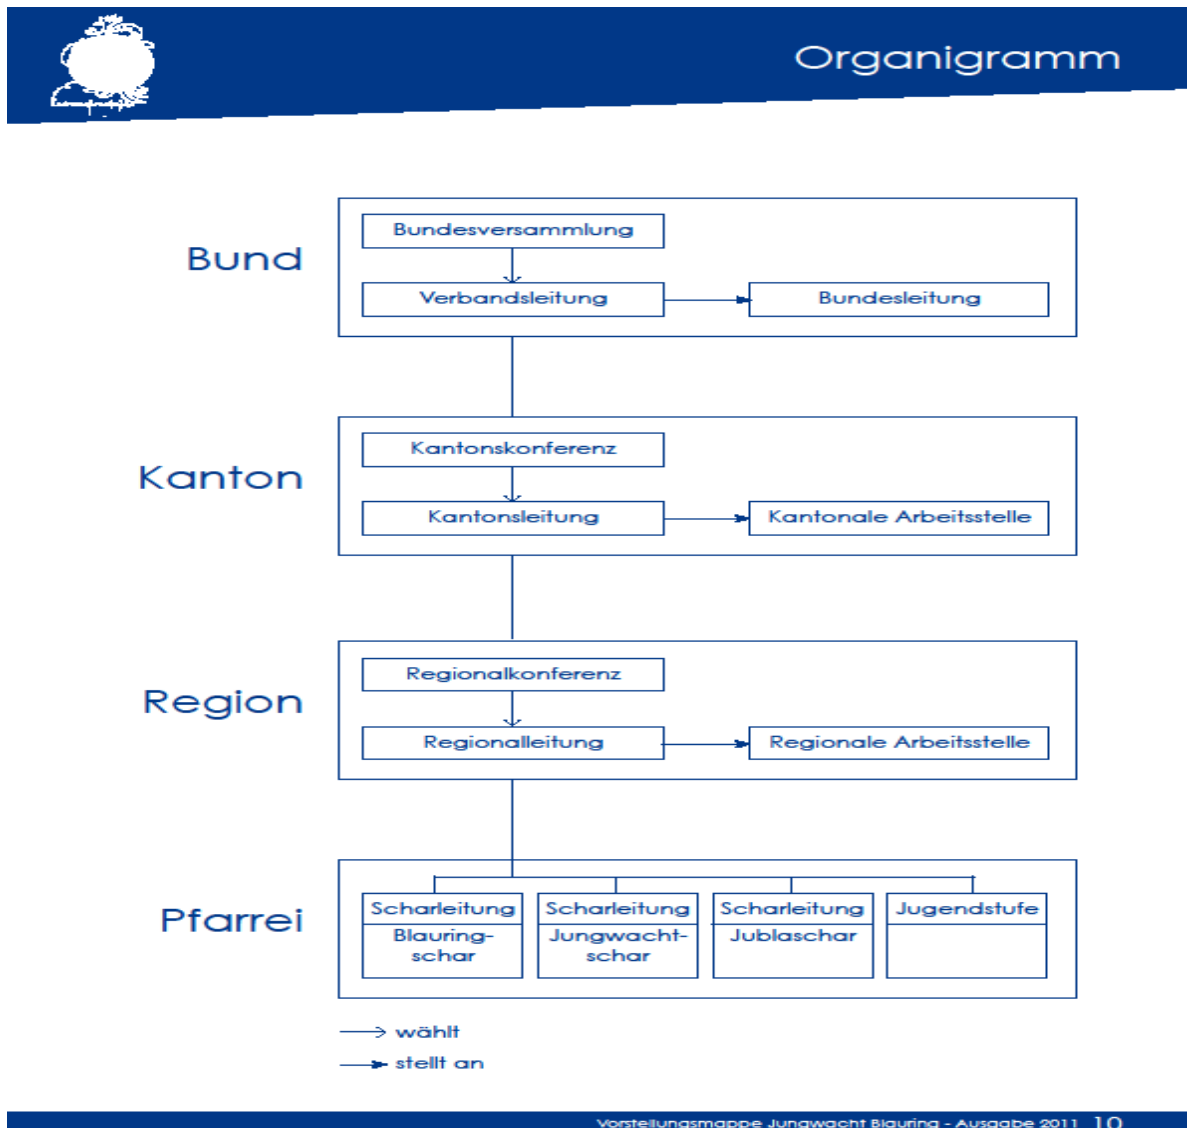 Organigramm
Bund
Bundesversammlung
Verbandsleitung
Bundesleitung
Kanton
Kantonskonferenz
Kantonsleitung
Kantonale Arbeitsstelle
Region
Regionalkonferenz
Regionalleitung
Regionale Arbeitsstelle
Pfarrei
Scharleitung
Blauring-
schar
Scharleitung
Jungwacht-
schar
Scharleitung
Jublaschar
Jugendstufe
wählt
stellt an
Vorstellungsmappe Jungwacht Blauring - Ausgabe 2011 10